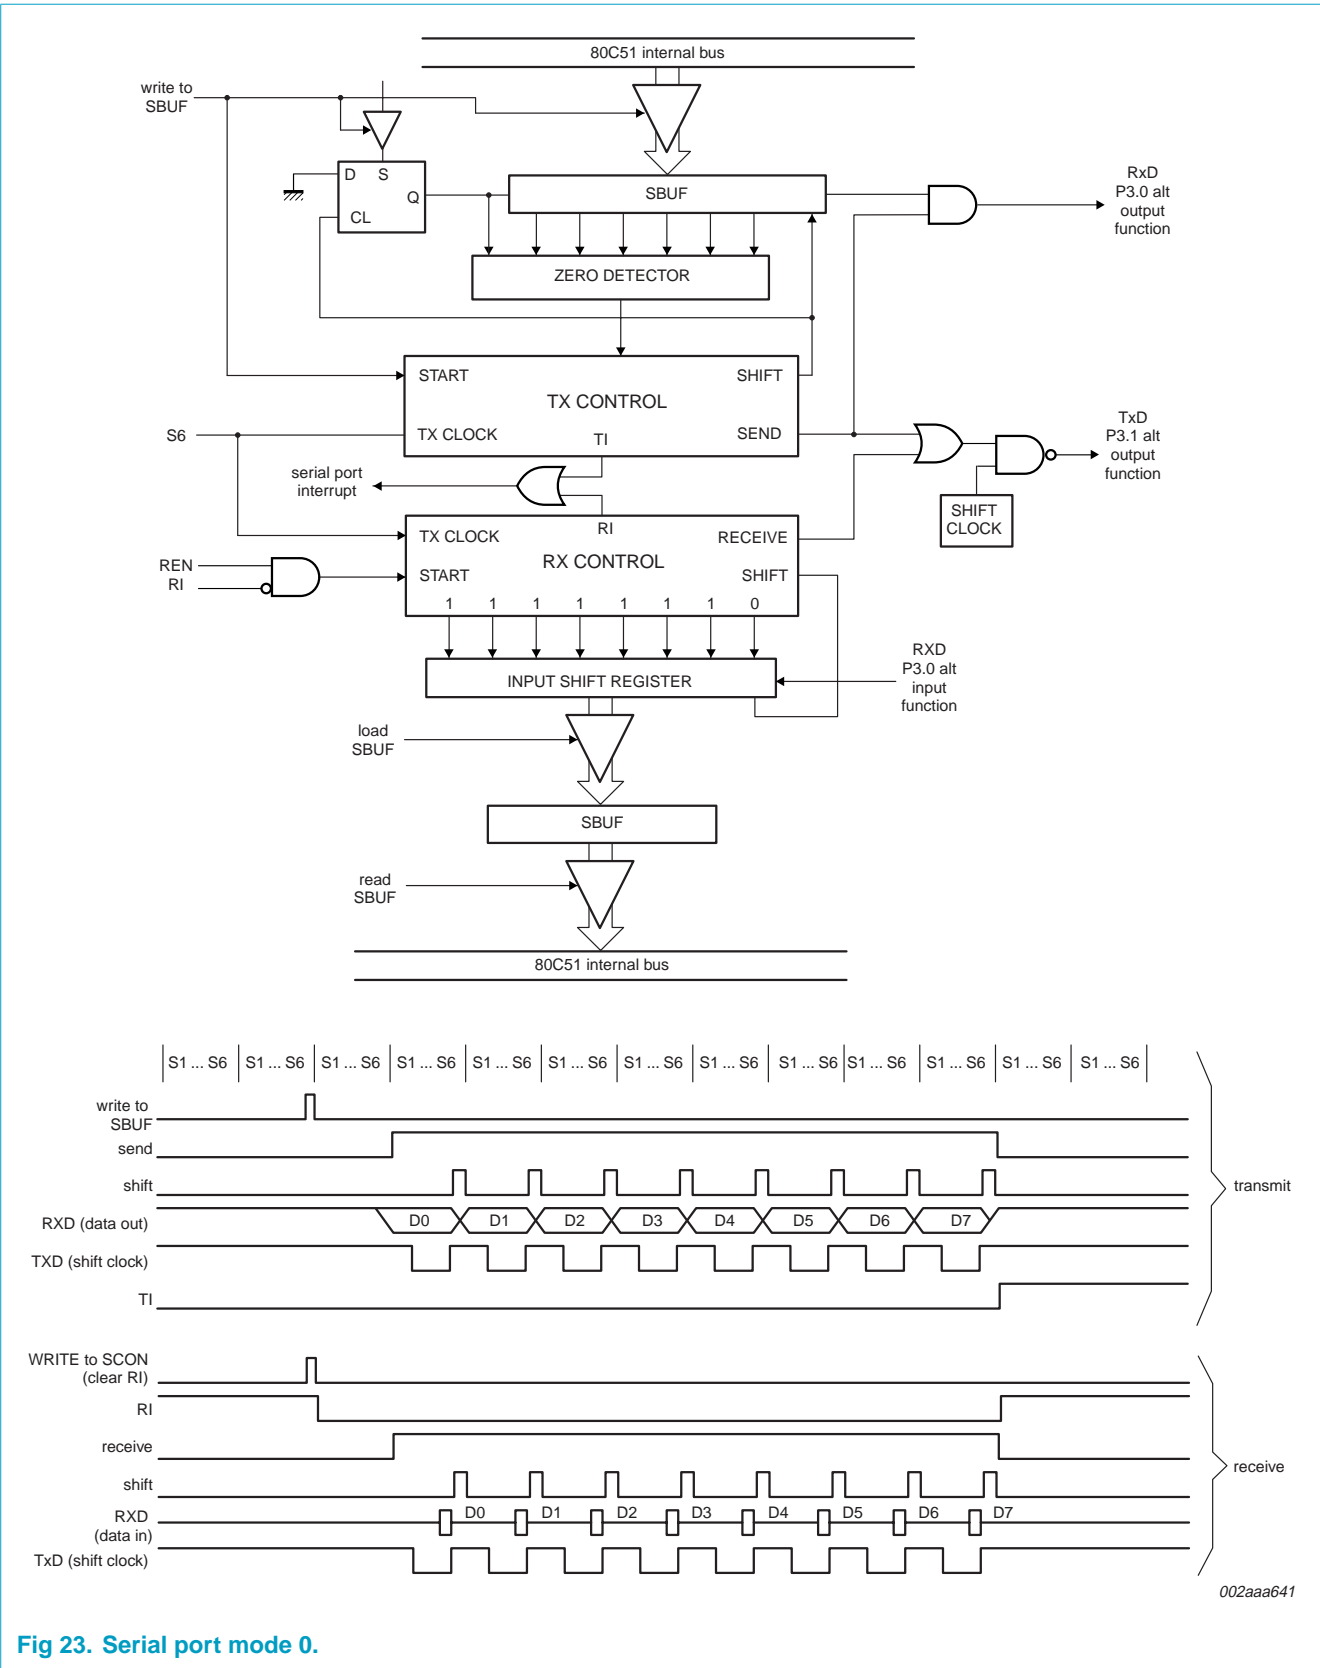 80C51 internal bus
write to
SBUF
D S
Q
CL
SBUF
RxD
P3.0 alt
output
function
ZERO DETECTOR
START
SHIFT
TX CONTROL
S6
TX CLOCK
TI
SEND
TxD
P3.1 alt
output
function
serial port
interrupt
SHIFT
CLOCK
TX CLOCK
RI
RECEIVE
RX CONTROL
REN
RI
START
SHIFT
1 1 1 1 1 1 1 0
INPUT SHIFT REGISTER
RXD
P3.0 alt
input
function
load
SBUF
SBUF
read
SBUF
80C51 internal bus
S1 ... S6 S1 ... S6 S1 ... S6 S1 ... S6 S1 ... S6 S1 ... S6 S1 ... S6 S1 ... S6 S1 ... S6 S1 ... S6 S1 ... S6 S1 ... S6 S1 ... S6
write to
SBUF
send
shift
transmit
RXD (data out) D0 D1 D2 D3 D4 D5 D6 D7
TXD (shift clock)
TI
WRITE to SCON
(clear RI)
RI
receive
receive
shift
RXD
(data in)
D0 D1 D2 D3 D4 D5 D6 D7
TxD (shift clock)
002aaa641
Fig 23. Serial port mode 0.